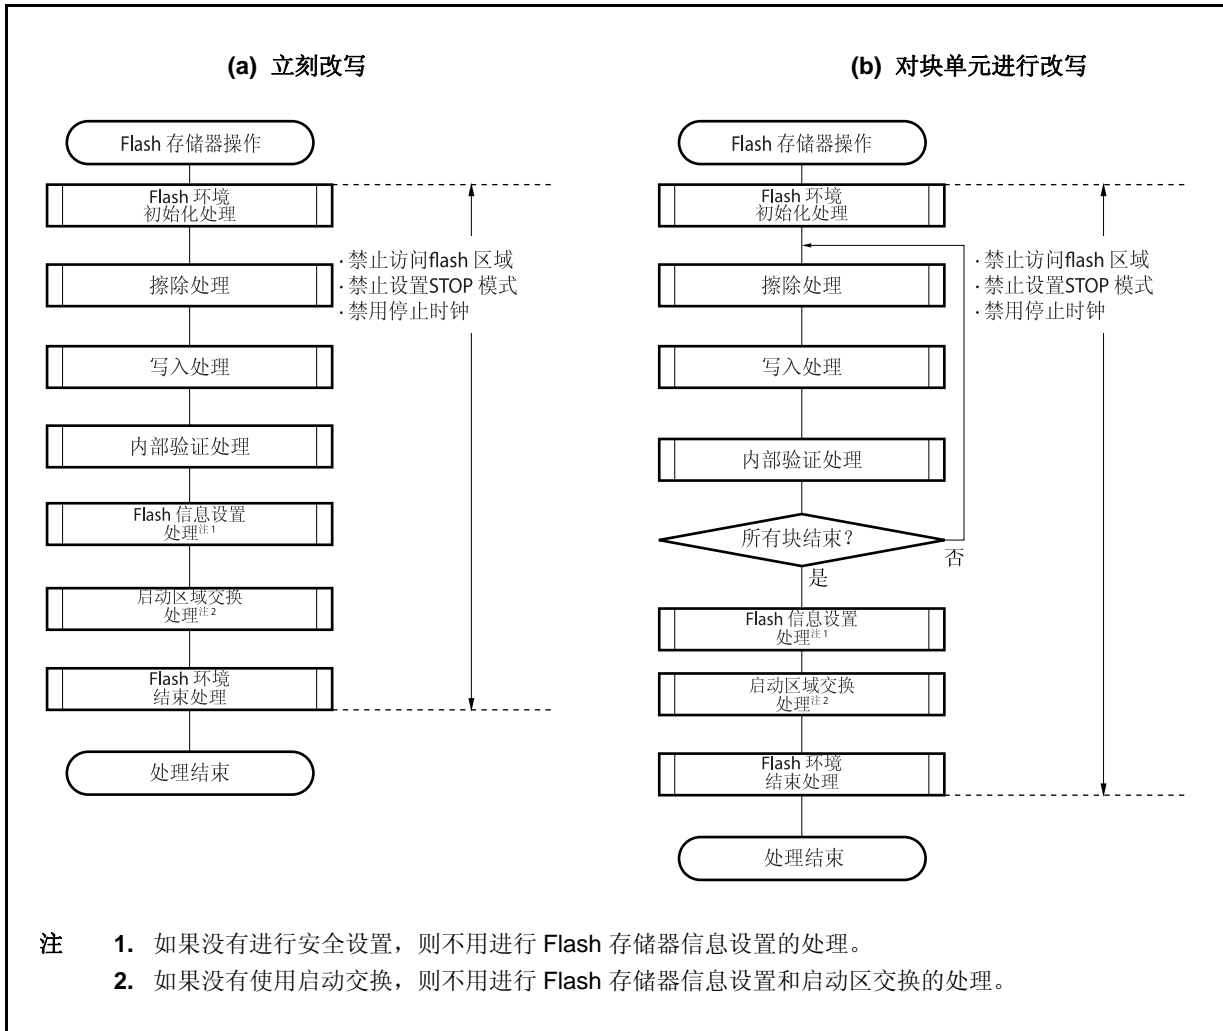 (a) 立刻改写
Flash 存储器操作
Flash 环境
初始化处理
·禁止访问flash 区域
·禁止设置STOP 模式
·禁用停止时钟
擦除处理
写入处理
内部验证处理
Flash 信息设置
处理注1
启动区域交换
处理注2
Flash 环境
结束处理
处理结束
(b) 对块单元进行改写
Flash 存储器操作
Flash 环境
初始化处理
·禁止访问flash 区域
·禁止设置STOP 模式
·禁用停止时钟
擦除处理
写入处理
内部验证处理
所有块结束?
否
是
Flash 信息设置
处理注1
启动区域交换
处理注2
Flash 环境
结束处理
处理结束
注 1. 如果没有进行安全设置，则不用进行 Flash 存储器信息设置的处理。
2. 如果没有使用启动交换，则不用进行 Flash 存储器信息设置和启动区交换的处理。